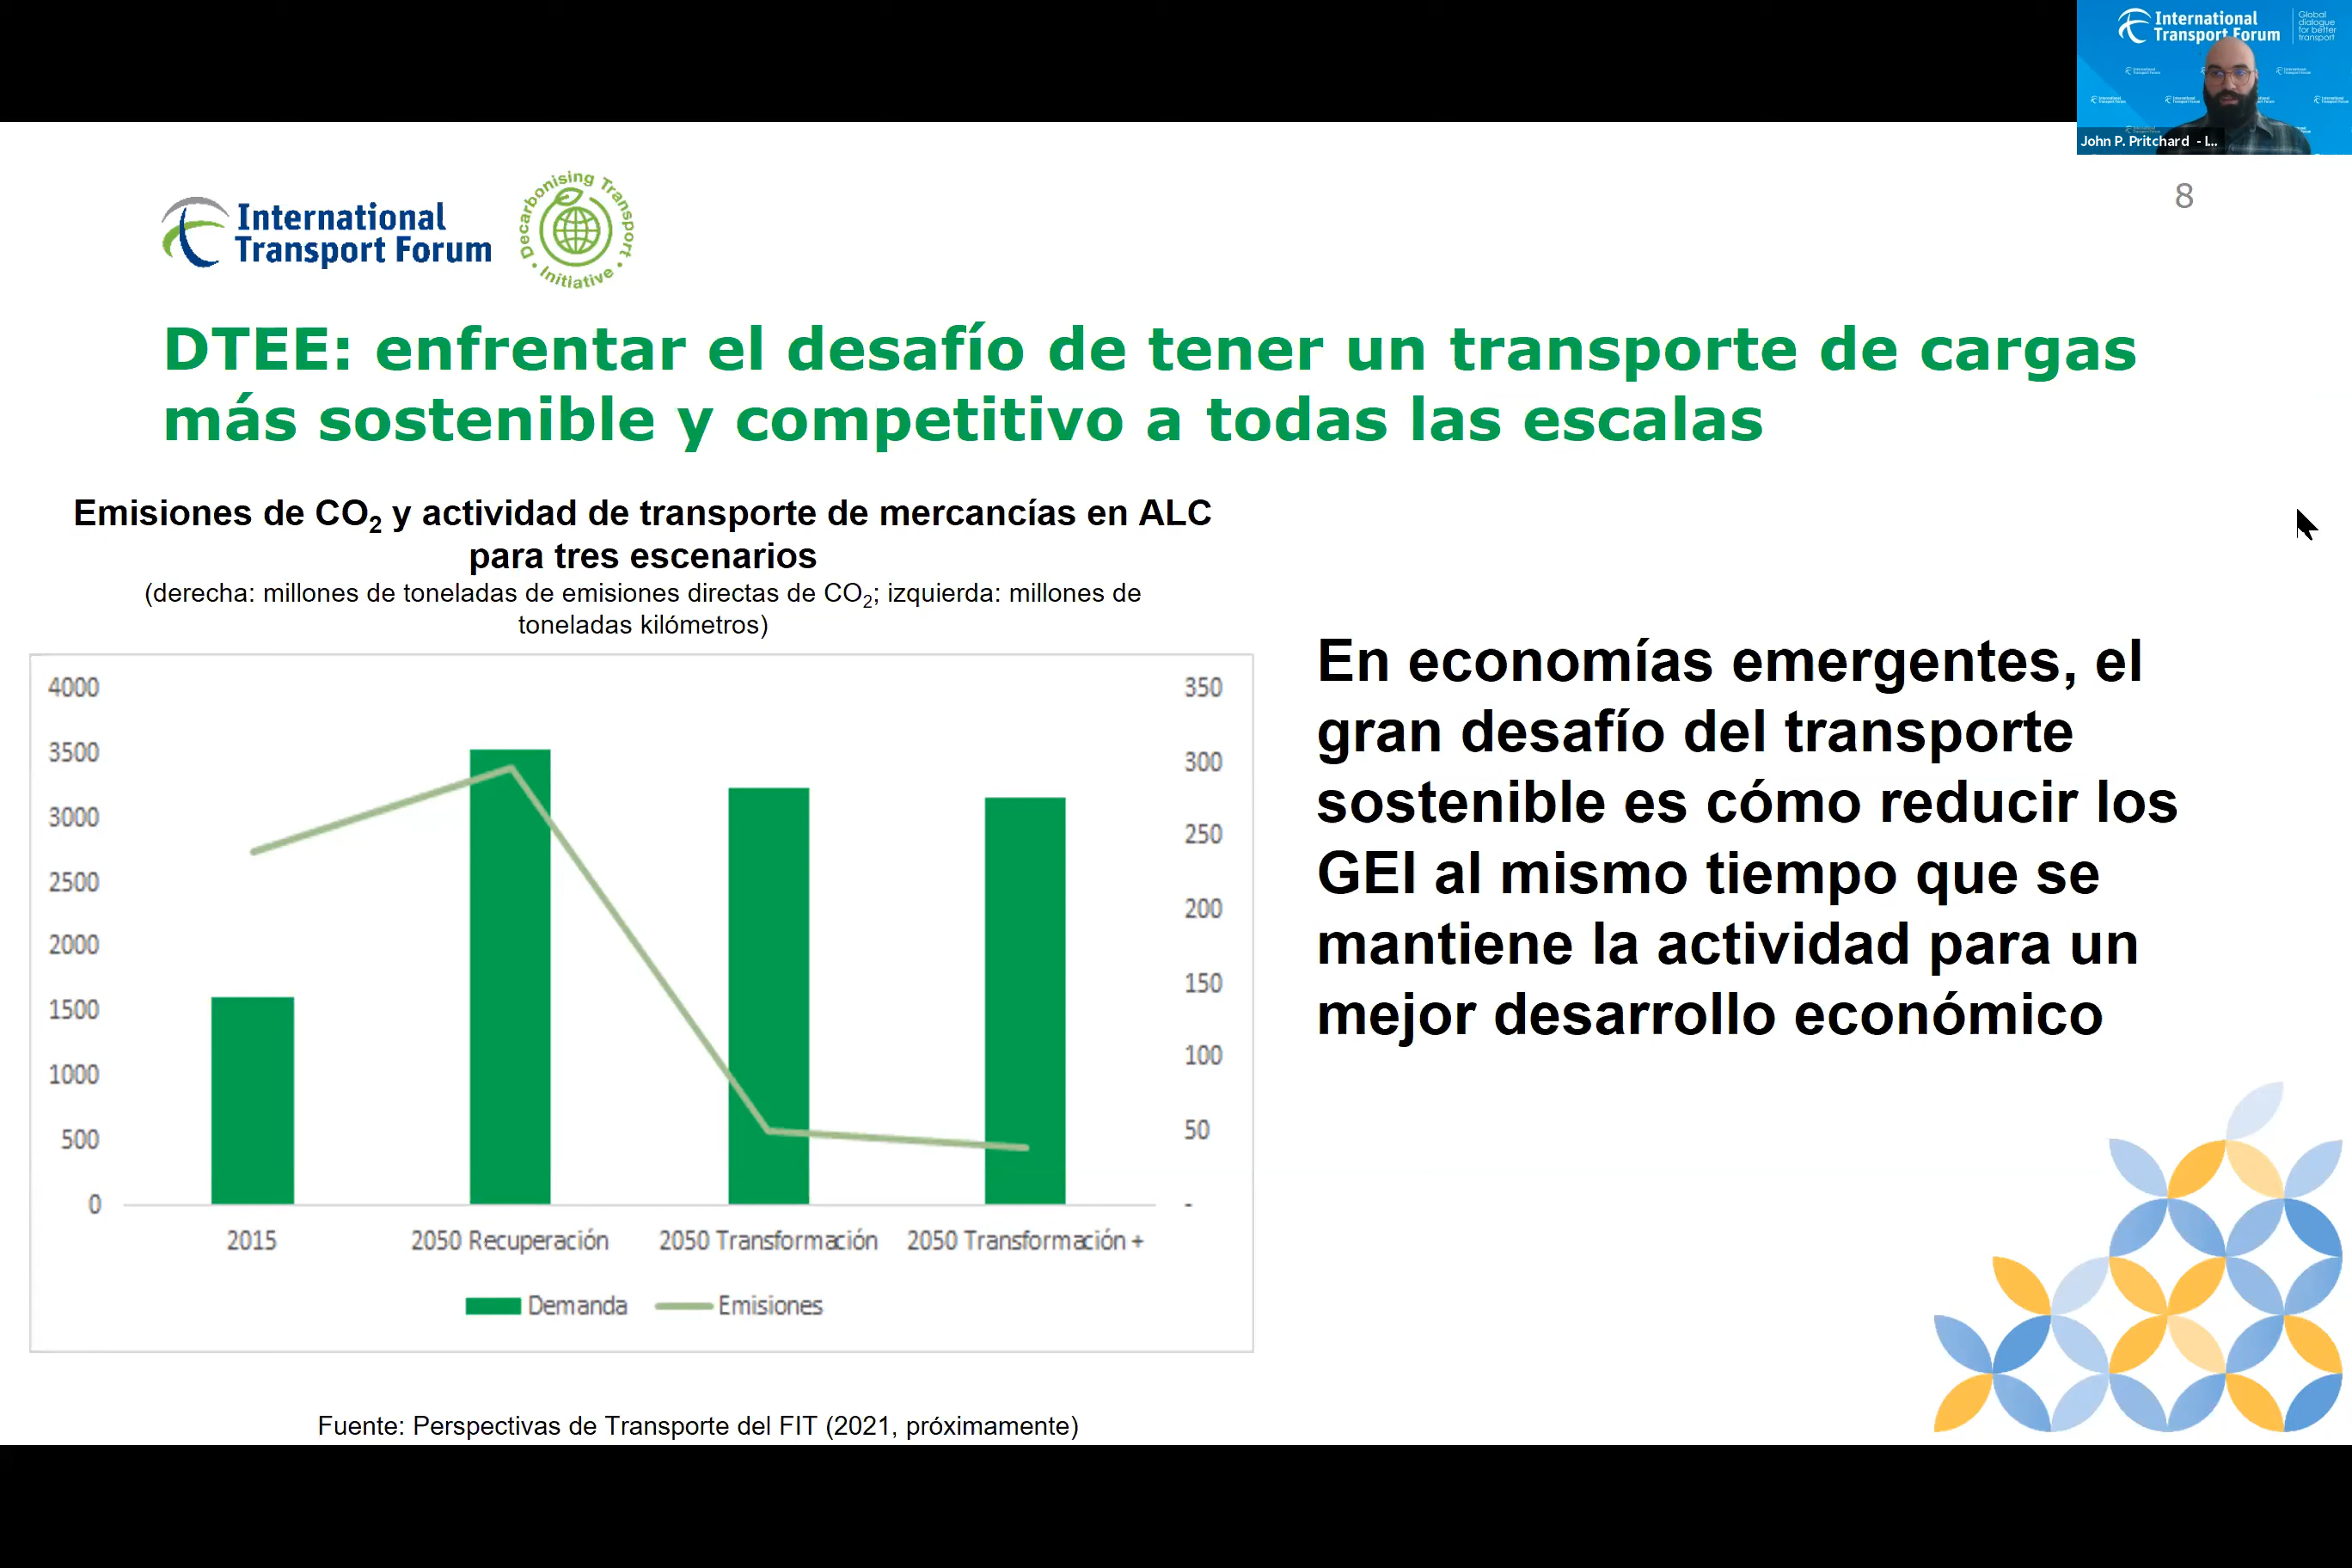 International
Transport Forum
Global
dialogue
for better
transport
John P. Pritchard - I...
8
International
Transport Forum
Decarbonising Transport
Initiative
DTEE: enfrentar el desafío de tener un transporte de cargas
más sostenible y competitivo a todas las escalas
Emisiones de CO₂ y actividad de transporte de mercancías en ALC
para tres escenarios
(derecha: millones de toneladas de emisiones directas de CO₂; izquierda: millones de
toneladas kilómetros)
4000
3500
3000
2500
2000
1500
1000
500
0
350
300
250
200
150
100
50
-
2015
2050 Recuperación
2050 Transformación
2050 Transformación +
Demanda
Emisiones
En economías emergentes, el
gran desafío del transporte
sostenible es cómo reducir los
GEI al mismo tiempo que se
mantiene la actividad para un
mejor desarrollo económico
Fuente: Perspectivas de Transporte del FIT (2021, próximamente)